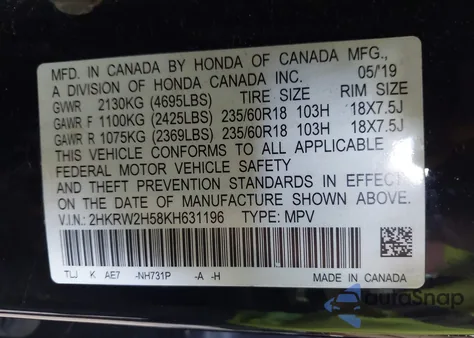 MFD. IN CANADA BY HONDA OF CANADA MFG.,
A DIVISION OF HONDA CANADA INC. 05/19
GVWR 2130KG (4695LBS) TIRE SIZE RIM SIZE
GAWR F 1100KG (2425LBS) 235/60R18 103H 18X7.5J
GAWR R 1075KG (2369LBS) 235/60R18 103H 18X7.5J
THIS VEHICLE CONFORMS TO ALL APPLICABLE
FEDERAL MOTOR VEHICLE SAFETY
AND THEFT PREVENTION STANDARDS IN EFFECT
ON THE DATE OF MANUFACTURE SHOWN ABOVE.
V.I.N.: 2HKRW2H58KH631196 TYPE: MPV
TLJ K AE7 -NH731P -A -H
MADE IN CANADA
AutoSnap